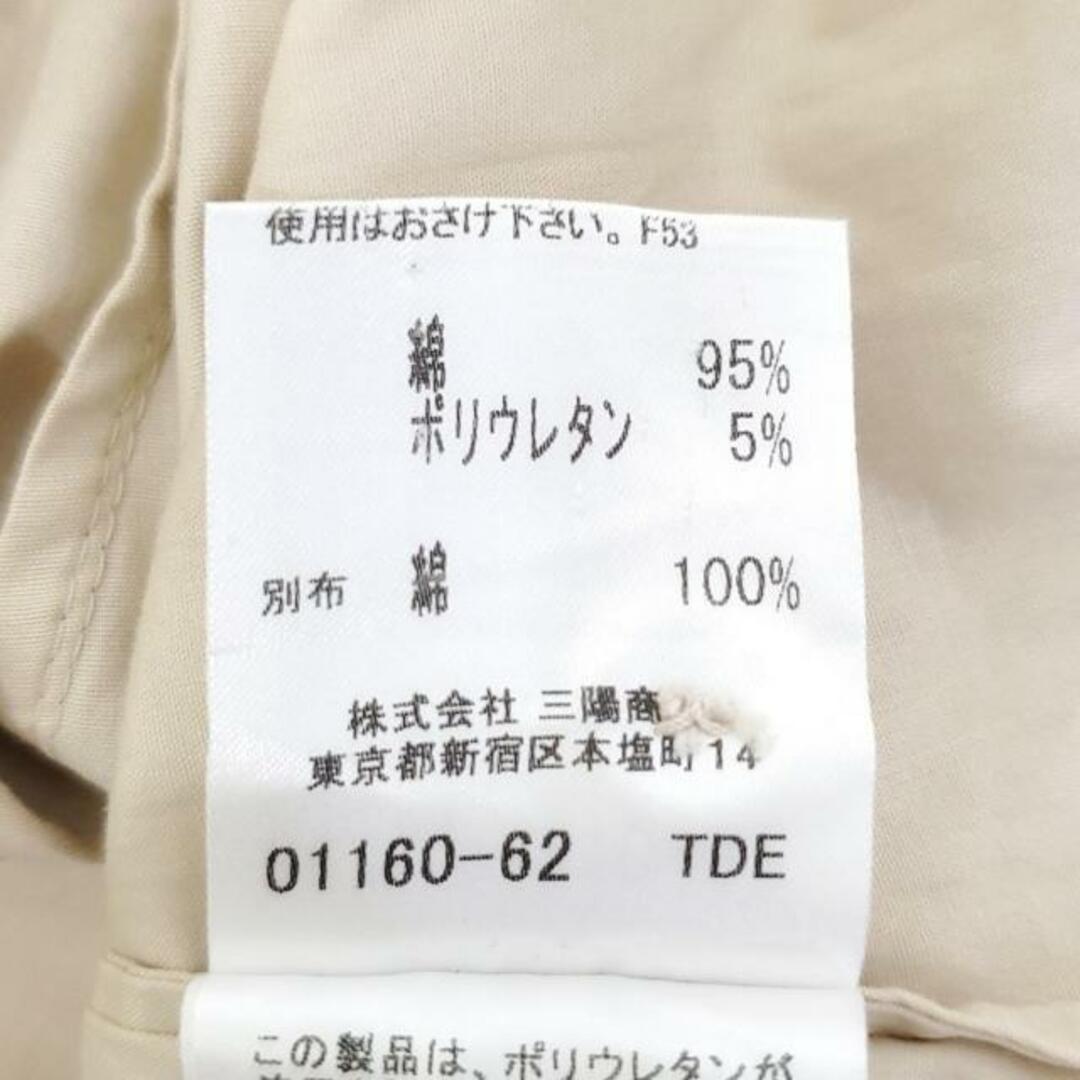 使用はおさけ下さい。F53
綿 95%
ポリウレタン 5%
別布 綿 100%
株式会社 三陽商
東京都新宿区本塩町14
01160-62 TDE
この製品は、ポリウレタンが